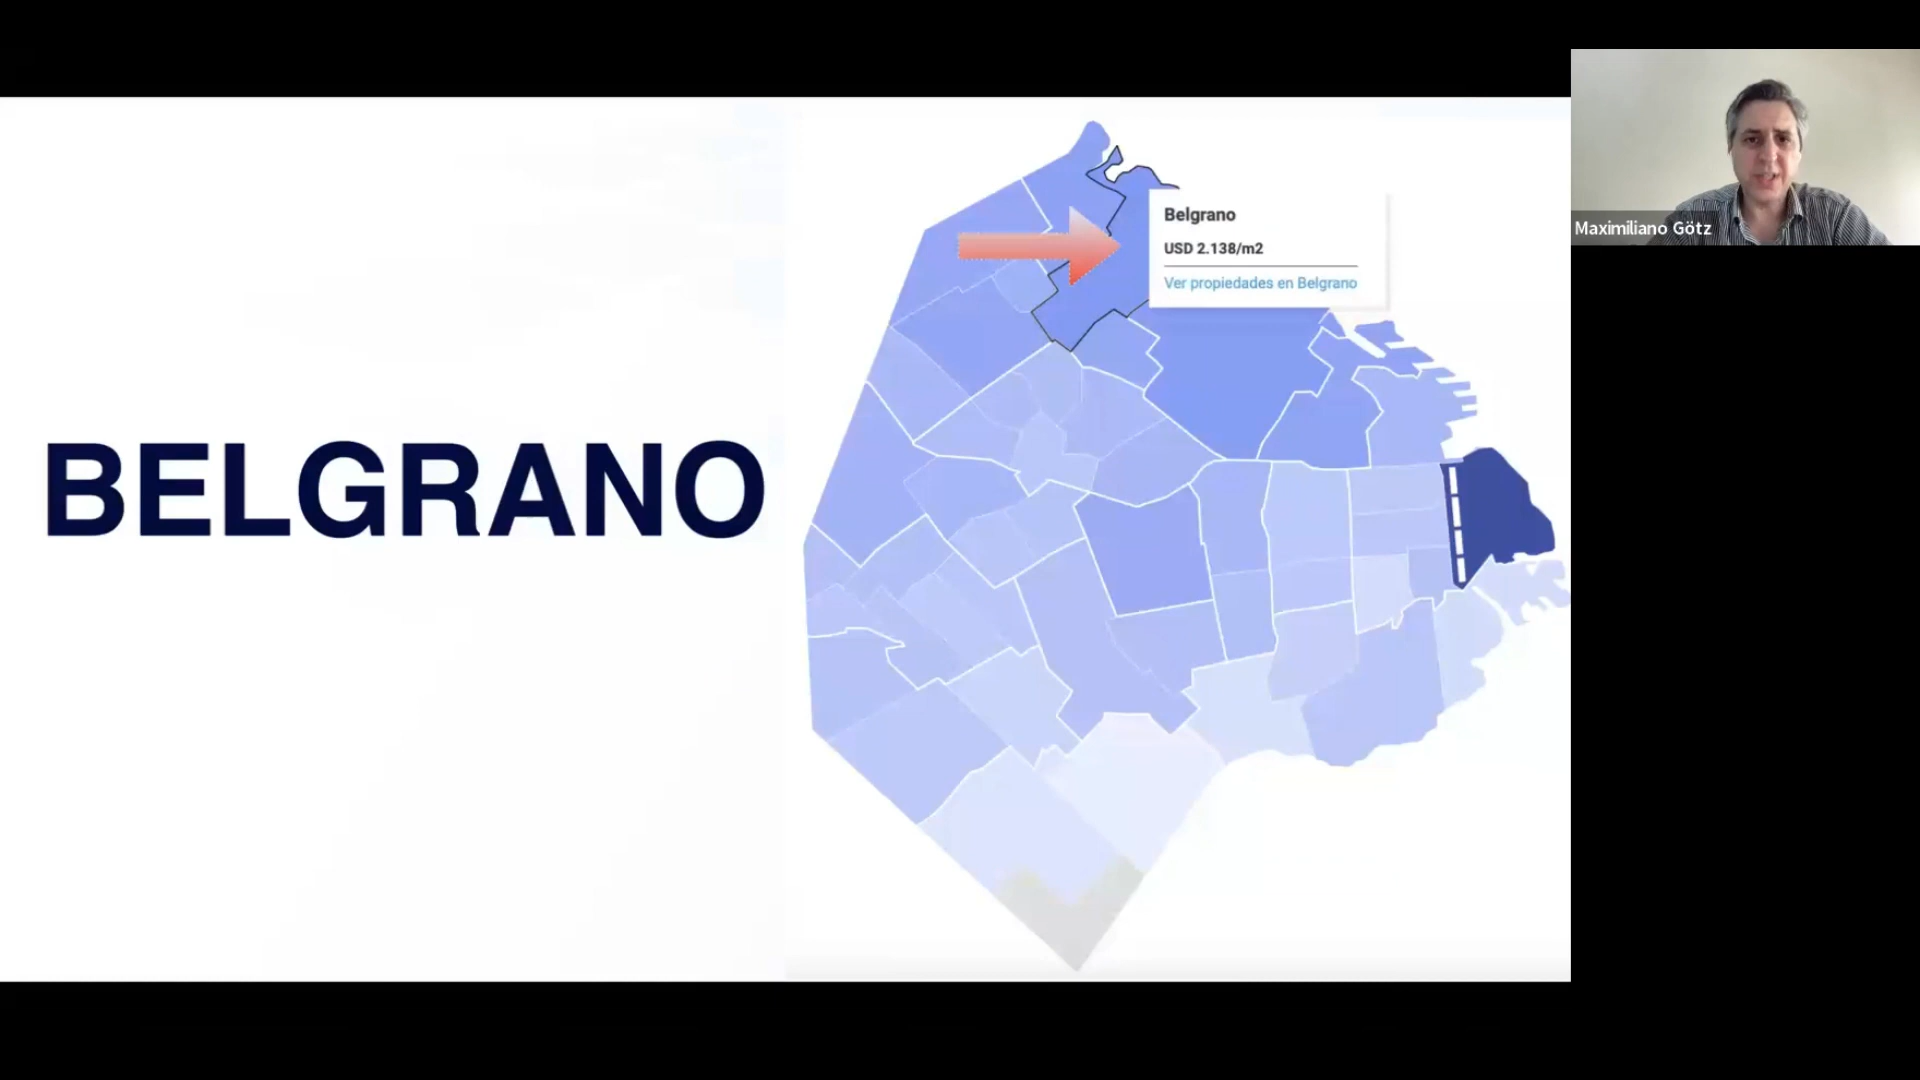 BELGRANO
Belgrano
USD 2.138/m2
Ver propiedades en Belgrano
Maximiliano Götz